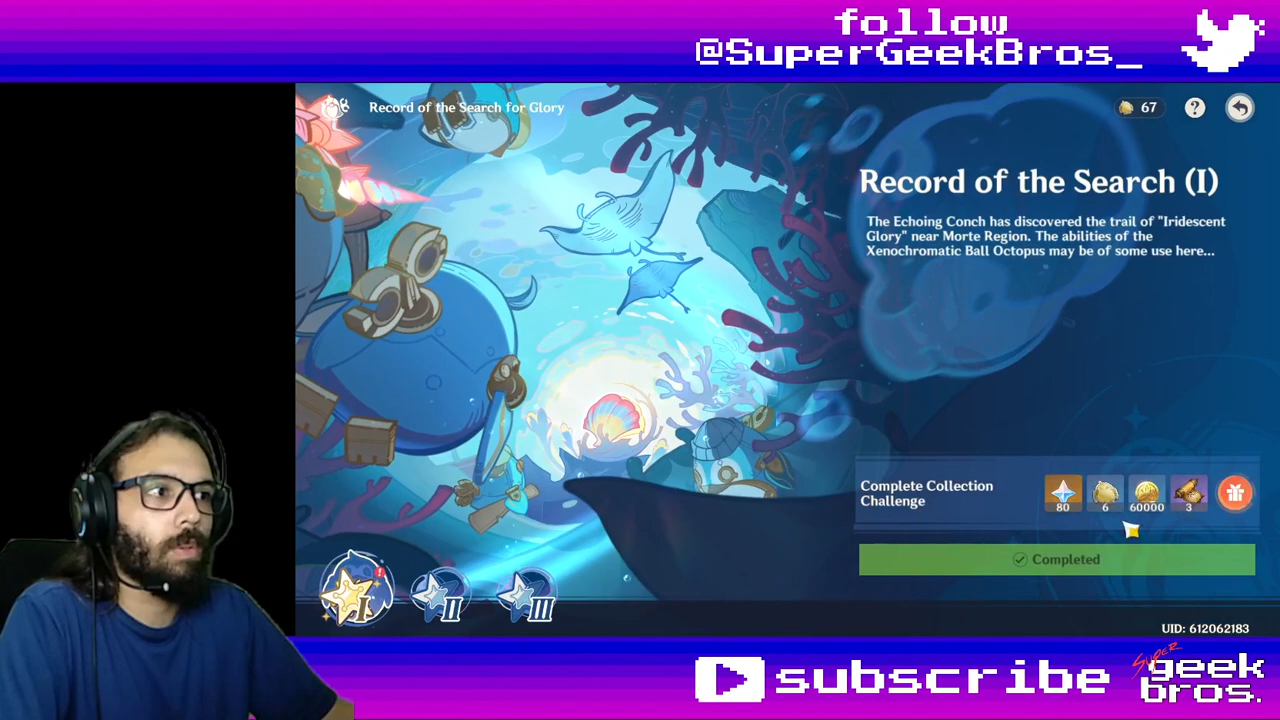 follow
@SuperGeekBros_
Record of the Search for Glory
67
?
Record of the Search (I)
The Echoing Conch has discovered the trail of "Iridescent
Glory" near Morte Region. The abilities of the
Xenochromatic Ball Octopus may be of some use here...
Complete Collection
Challenge
80
6
60000
3
Completed
I
II
III
UID: 612062183
subscribe
SUPER
geek
bros.